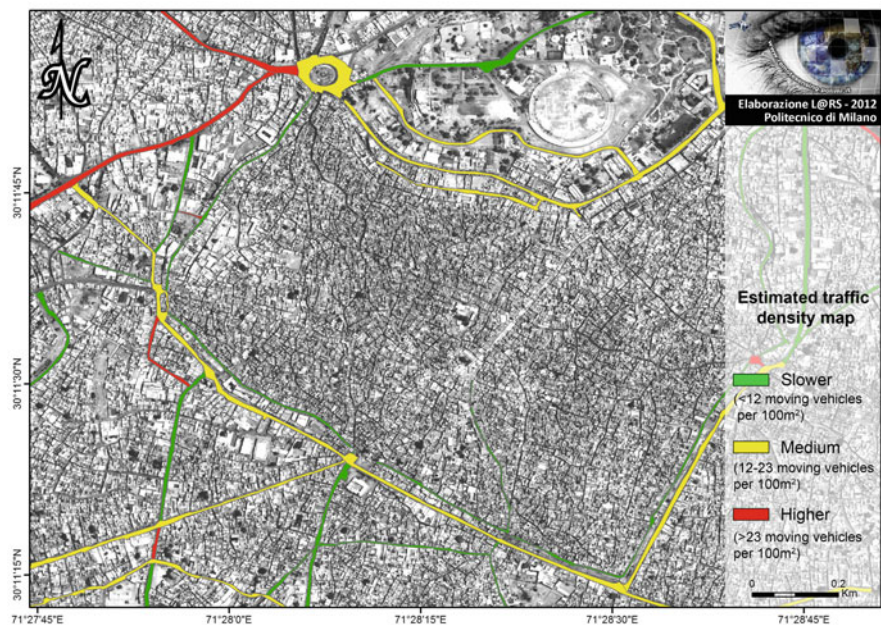 N
Elaborazione L@RS - 2012
Politecnico di Milano
30°11'45"N
30°11'30"N
30°11'15"N
Estimated traffic
density map
Slower
(<12 moving vehicles
per 100m²)
Medium
(12-23 moving vehicles
per 100m²)
Higher
(>23 moving vehicles
per 100m²)
0 0.2
Km
71°27'45"E
71°28'0"E
71°28'15"E
71°28'30"E
71°28'45"E